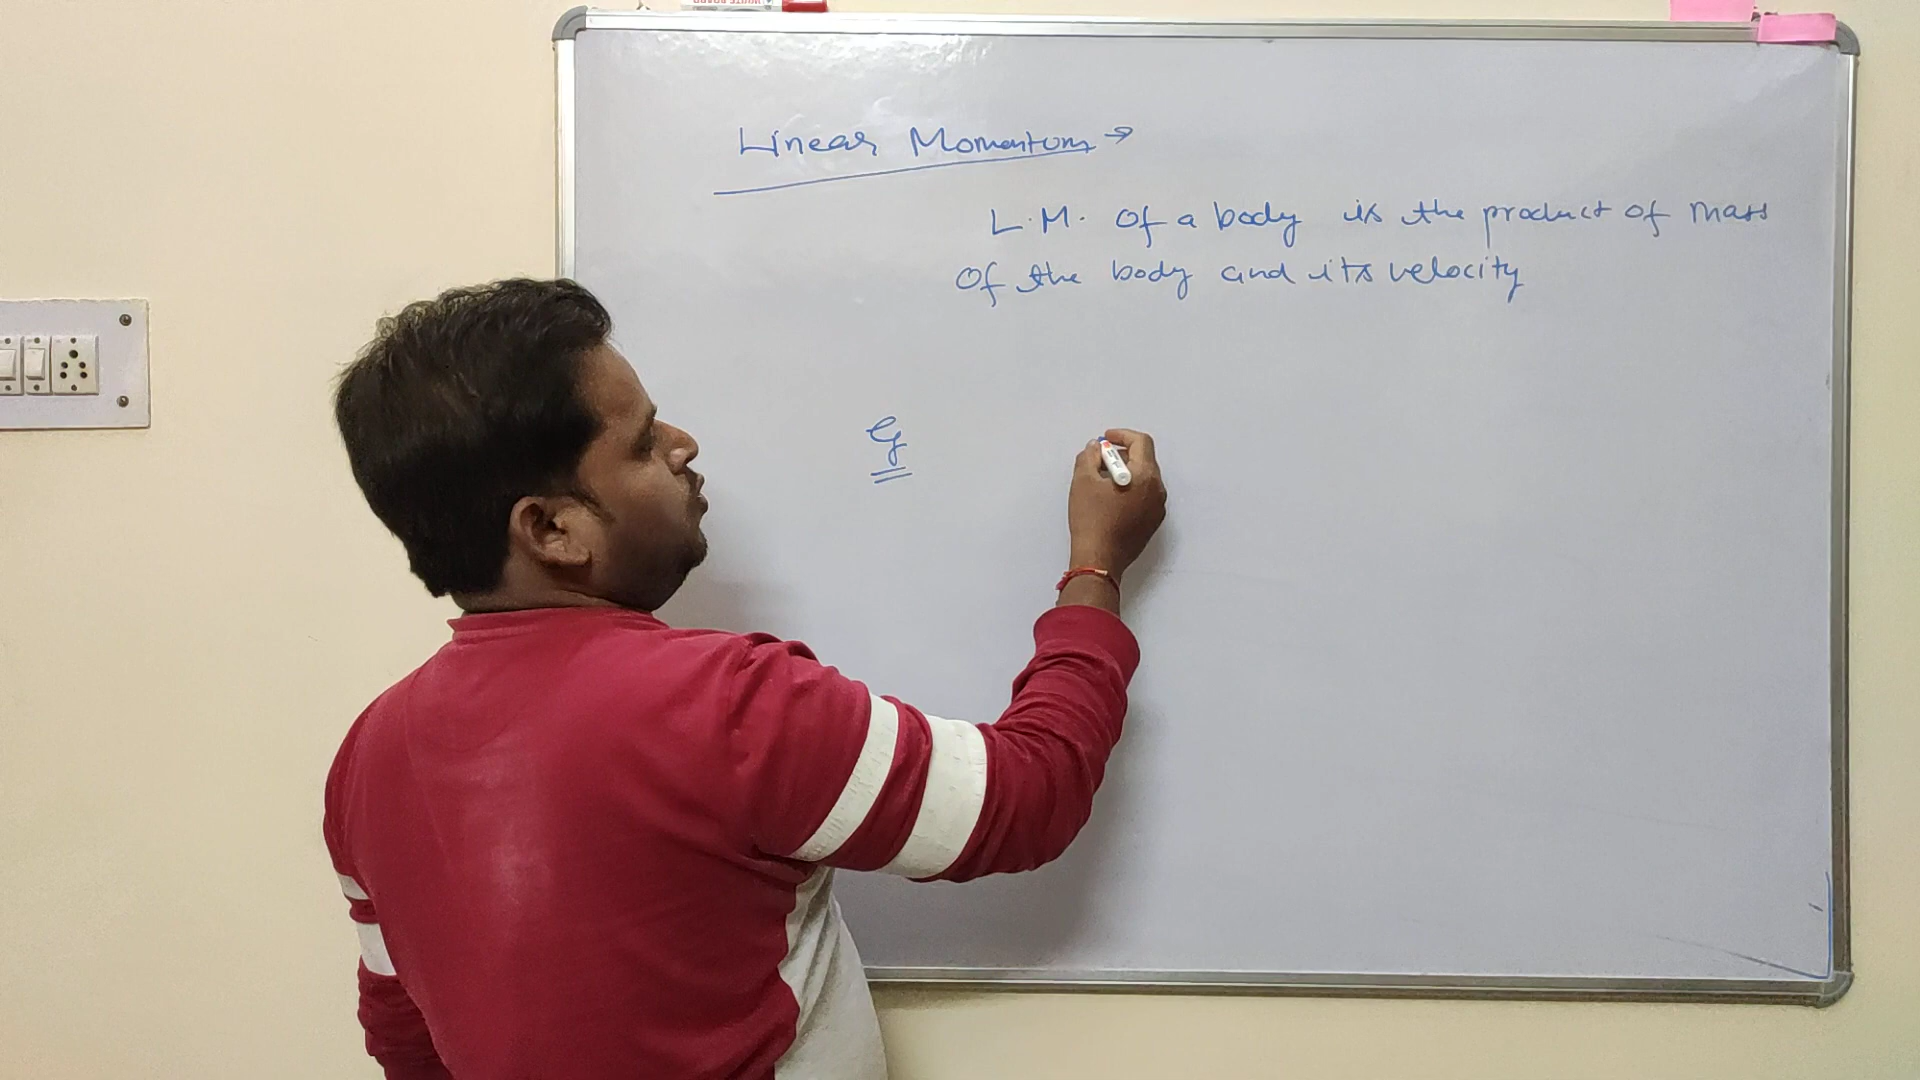 Linear Momentum →
L.M. of a body is the product of mass
of the body and its velocity
eg